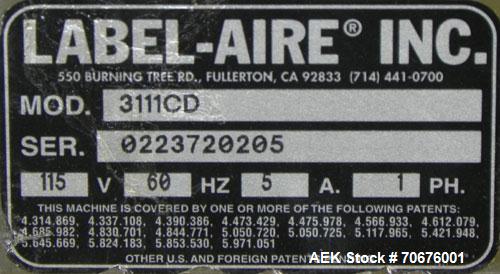 LABEL-AIRE® INC.
550 BURNING TREE RD., FULLERTON, CA 92833 (714) 441-0700
MOD. 3111CD
SER. 0223720205
115 V 60 HZ 5 A. 1 PH.
THIS MACHINE IS COVERED BY ONE OR MORE OF THE FOLLOWING PATENTS:
4.314.869, 4.337.108, 4.390.386, 4.473.429, 4.475.978, 4.566.933, 4.612.079,
4.685.982, 4.830.701, 4.844.771, 5.050.720, 5.050.725, 5.117.965, 5.421.948,
5.645.669, 5.824.183, 5.853.530, 5.971.051
OTHER U.S. AND FOREIGN PATENTS PENDING
AEK Stock # 70676001